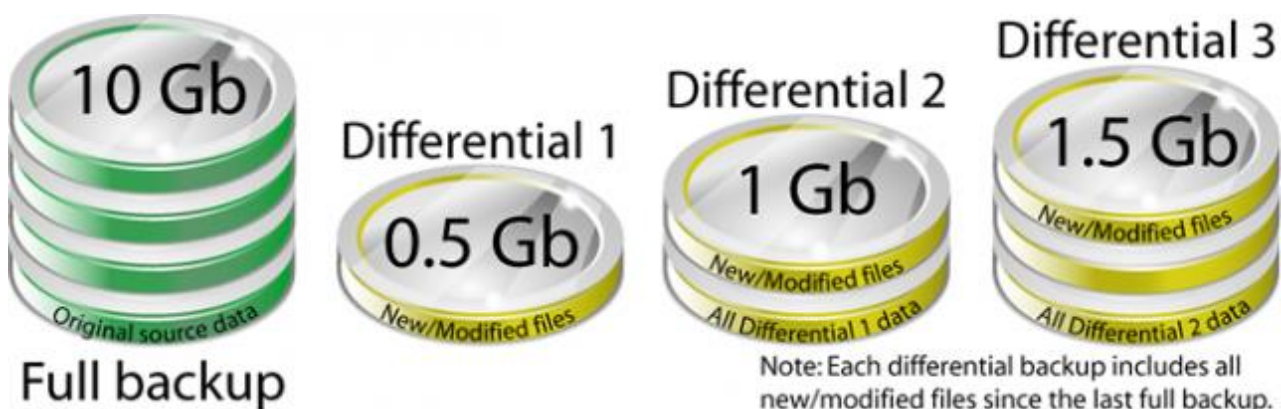 10 Gb
Original source data
Full backup
Differential 1
0.5 Gb
New/Modified files
Differential 2
1 Gb
New/Modified files
All Differential 1 data
Differential 3
1.5 Gb
New/Modified files
All Differential 2 data
Note: Each differential backup includes all
new/modified files since the last full backup.